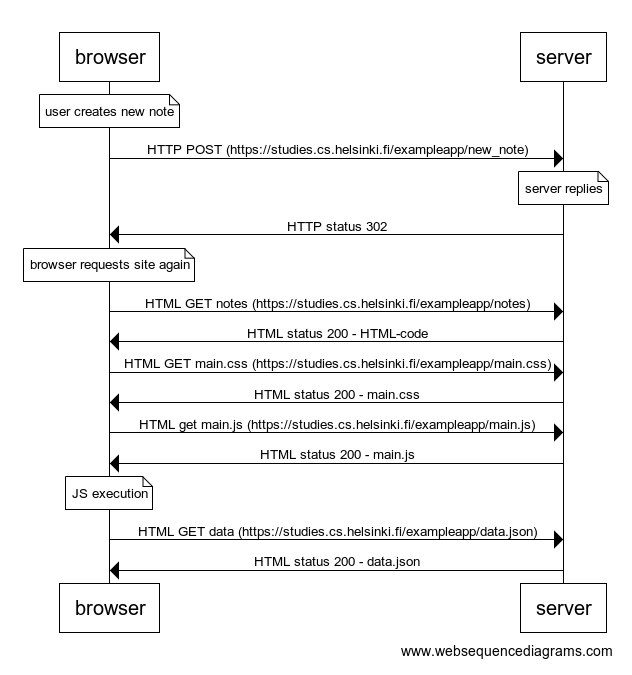 browser
server
user creates new note
HTTP POST (https://studies.cs.helsinki.fi/exampleapp/new_note)
server replies
HTTP status 302
browser requests site again
HTML GET notes (https://studies.cs.helsinki.fi/exampleapp/notes)
HTML status 200 - HTML-code
HTML GET main.css (https://studies.cs.helsinki.fi/exampleapp/main.css)
HTML status 200 - main.css
HTML get main.js (https://studies.cs.helsinki.fi/exampleapp/main.js)
HTML status 200 - main.js
JS execution
HTML GET data (https://studies.cs.helsinki.fi/exampleapp/data.json)
HTML status 200 - data.json
browser
server
www.websequencediagrams.com